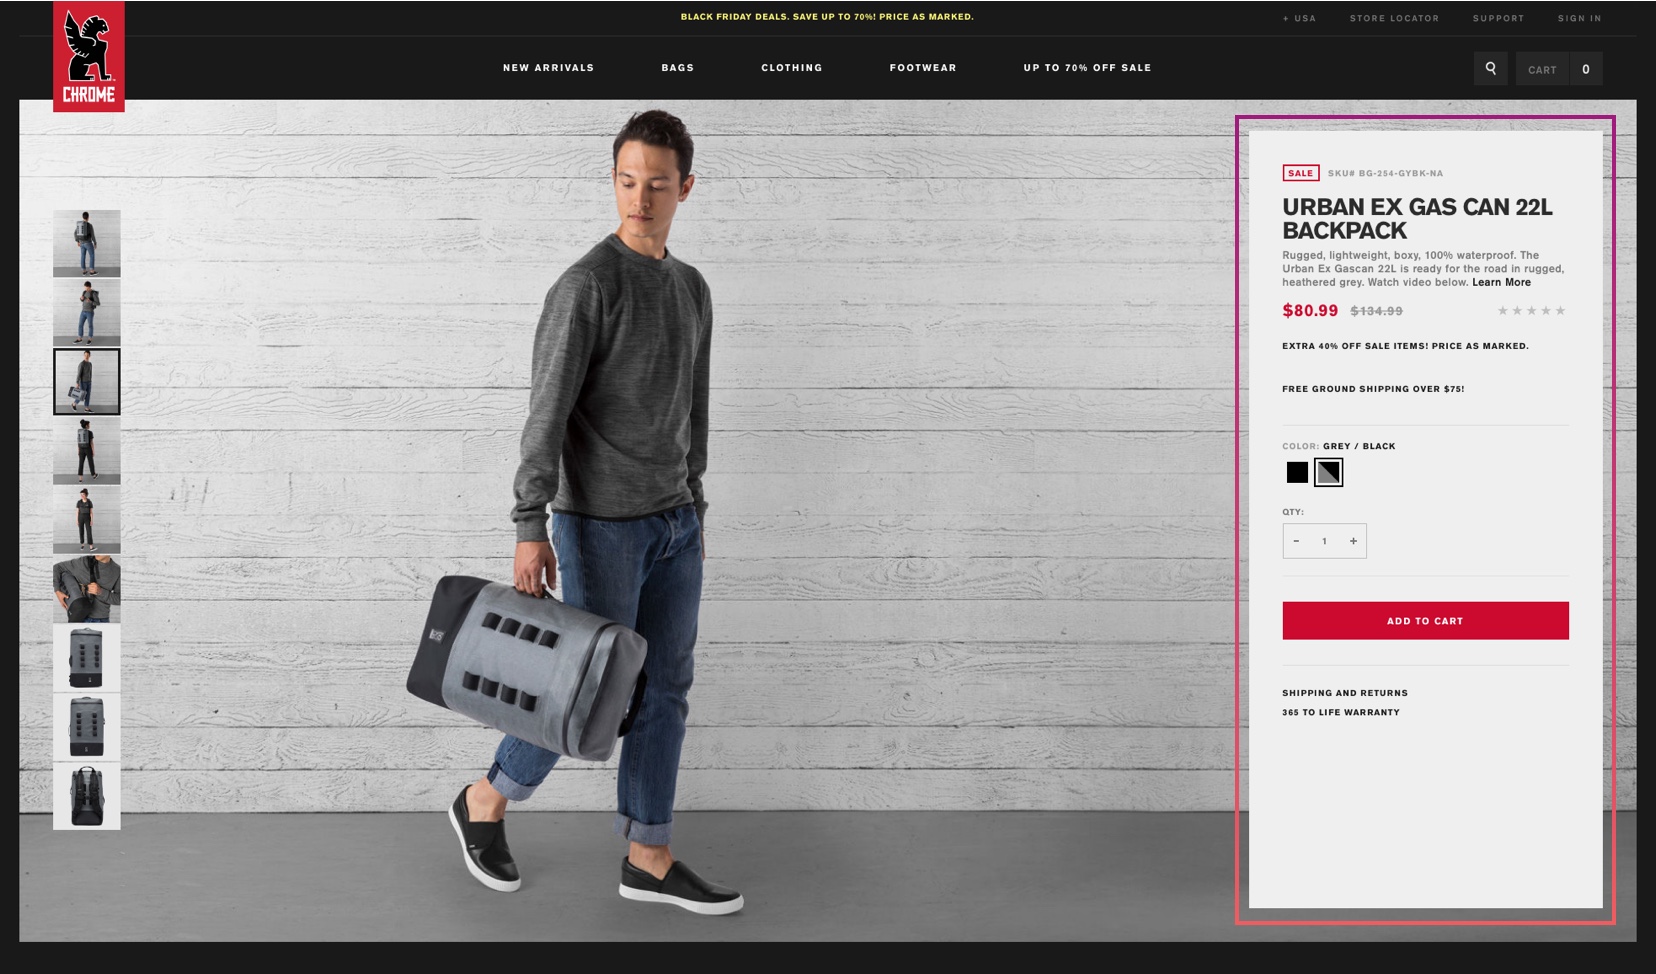 BLACK FRIDAY DEALS. SAVE UP TO 70%! PRICE AS MARKED.
+ USA
STORE LOCATOR
SUPPORT
SIGN IN
CHROME
NEW ARRIVALS
BAGS
CLOTHING
FOOTWEAR
UP TO 70% OFF SALE
CART 0
SALE SKU# BG-254-GYBK-NA
URBAN EX GAS CAN 22L
BACKPACK
Rugged, lightweight, boxy, 100% waterproof. The
Urban Ex Gascan 22L is ready for the road in rugged,
heathered grey. Watch video below. Learn More
$80.99 $134.99
EXTRA 40% OFF SALE ITEMS! PRICE AS MARKED.
FREE GROUND SHIPPING OVER $75!
COLOR: GREY / BLACK
QTY:
- 1 +
ADD TO CART
SHIPPING AND RETURNS
365 TO LIFE WARRANTY